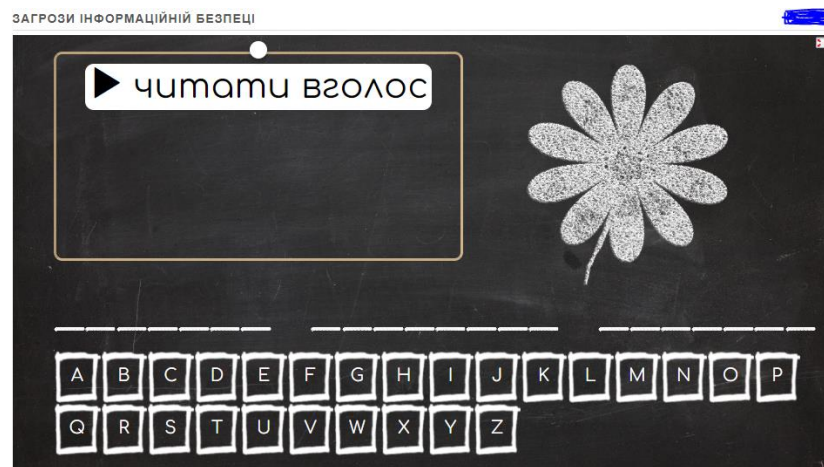 ЗАГРОЗИ ІНФОРМАЦІЙНІЙ БЕЗПЕЦІ
читати вголос
A B C D E F G H I J K L M N O P
Q R S T U V W X Y Z